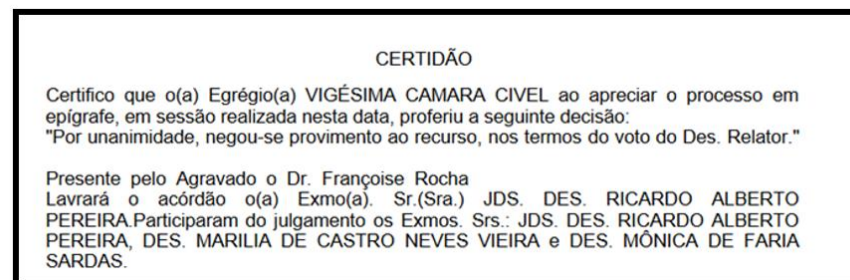 CERTIDÃO
Certifico que o(a) Egrégio(a) VIGÉSIMA CAMARA CIVEL ao apreciar o processo em
epígrafe, em sessão realizada nesta data, proferiu a seguinte decisão:
"Por unanimidade, negou-se provimento ao recurso, nos termos do voto do Des. Relator."
Presente pelo Agravado o Dr. Françoise Rocha
Lavrará o acórdão o(a) Exmo(a). Sr.(Sra.) JDS. DES. RICARDO ALBERTO
PEREIRA.Participaram do julgamento os Exmos. Srs.: JDS. DES. RICARDO ALBERTO
PEREIRA, DES. MARILIA DE CASTRO NEVES VIEIRA e DES. MÔNICA DE FARIA
SARDAS.